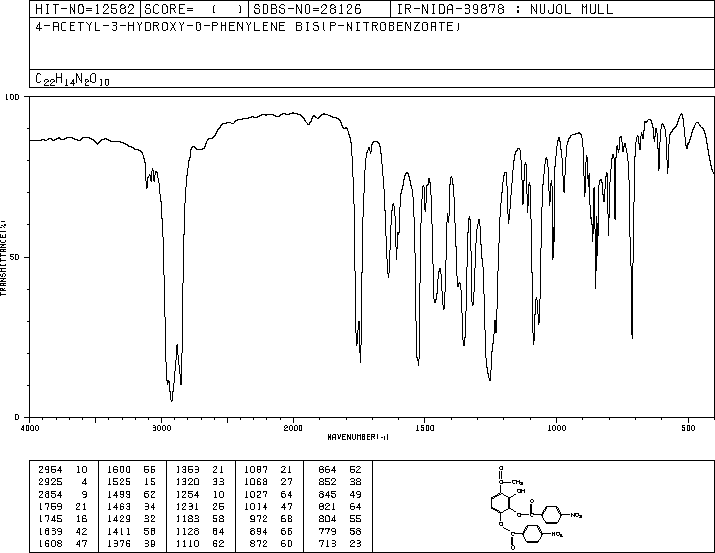 HIT-NO=12582 SCORE= ( ) SDBS-NO=28126 IR-NIDA-39878 : NUJOL MULL
4-ACETYL-3-HYDROXY-O-PHENYLENE BIS(P-NITROBENZOATE)
C22H14N2O10
100
50
0
TRANSMITTANCE(%)
4000 3000 2000 1500 1000 500
WAVENUMBER(-1)
2954 10 1600 56 1353 21 1087 21 864 52
2925 4 1525 15 1320 33 1068 27 852 38
2854 9 1499 62 1254 10 1027 64 845 49
1759 21 1463 34 1231 25 1014 47 821 64
1745 16 1429 32 1183 58 972 68 804 55
1639 42 1411 58 1128 64 894 66 779 58
1608 47 1376 39 1110 62 872 60 713 23
O
CH3
OH
O
O
NO2
O
O
NO2